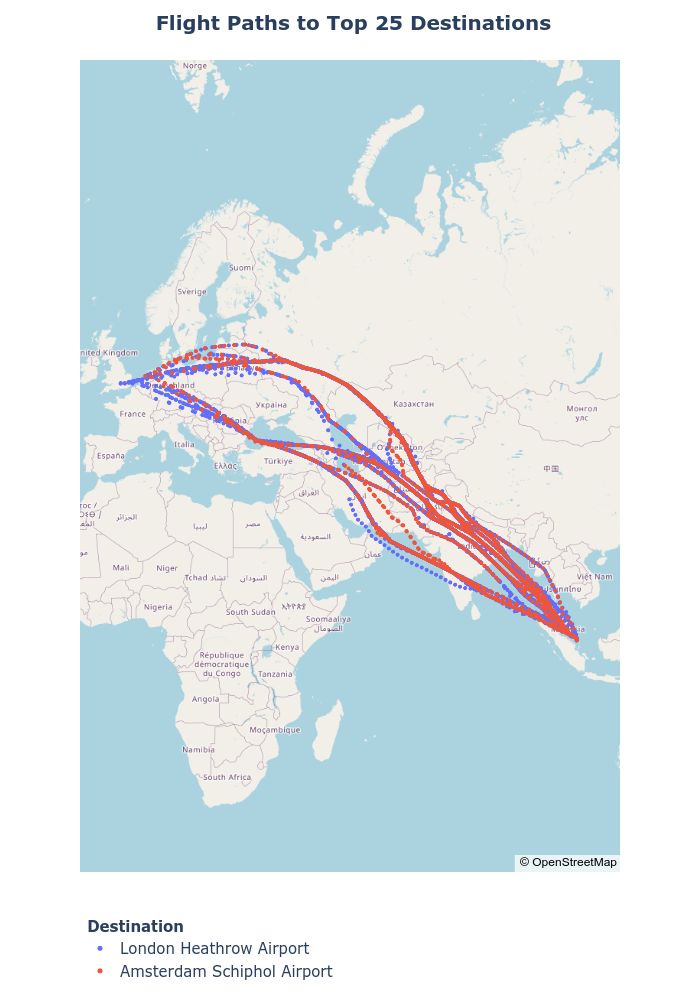 Flight Paths to Top 25 Destinations
Norge
Suomi
Sverige
United Kingdom
Україна
France
Italia
España
Ελλάς
Türkiye
Казахстан
Монгол
улс
中国
العراق
الجزائر
ليبيا
مصر
السعودية
عمان
اليمن
Mali
Niger
Tchad تشاد
السودان
Việt Nam
Nigeria
South Sudan
ኢትዮጵያ
Soomaaliya
الصومال
Kenya
République
démocratique
du Congo
Tanzania
Angola
Moçambique
Namibia
South Africa
© OpenStreetMap
Destination
London Heathrow Airport
Amsterdam Schiphol Airport